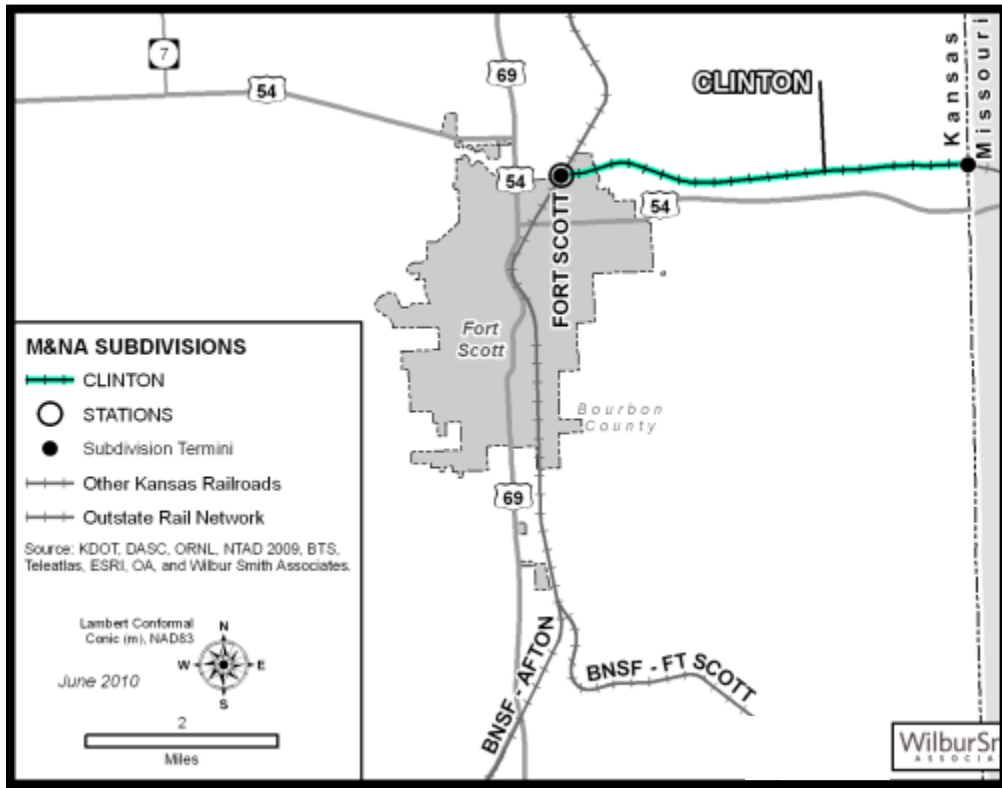 7
54
69
CLINTON
Kansas
Missouri
54
54
FORT SCOTT
Fort
Scott
Bourbon
County
69
BNSF - AFTON
BNSF - FT SCOTT
M&NA SUBDIVISIONS
CLINTON
STATIONS
Subdivision Termini
Other Kansas Railroads
Outstate Rail Network
Source: KDOT, DASC, ORNL, NTAD 2009, BTS,
Teleatlas, ESRI, OA, and Wilbur Smith Associates.
Lambert Conformal
Conic (m), NAD83
N
W
E
S
June 2010
2
Miles
WilburSm
ASSOCIA